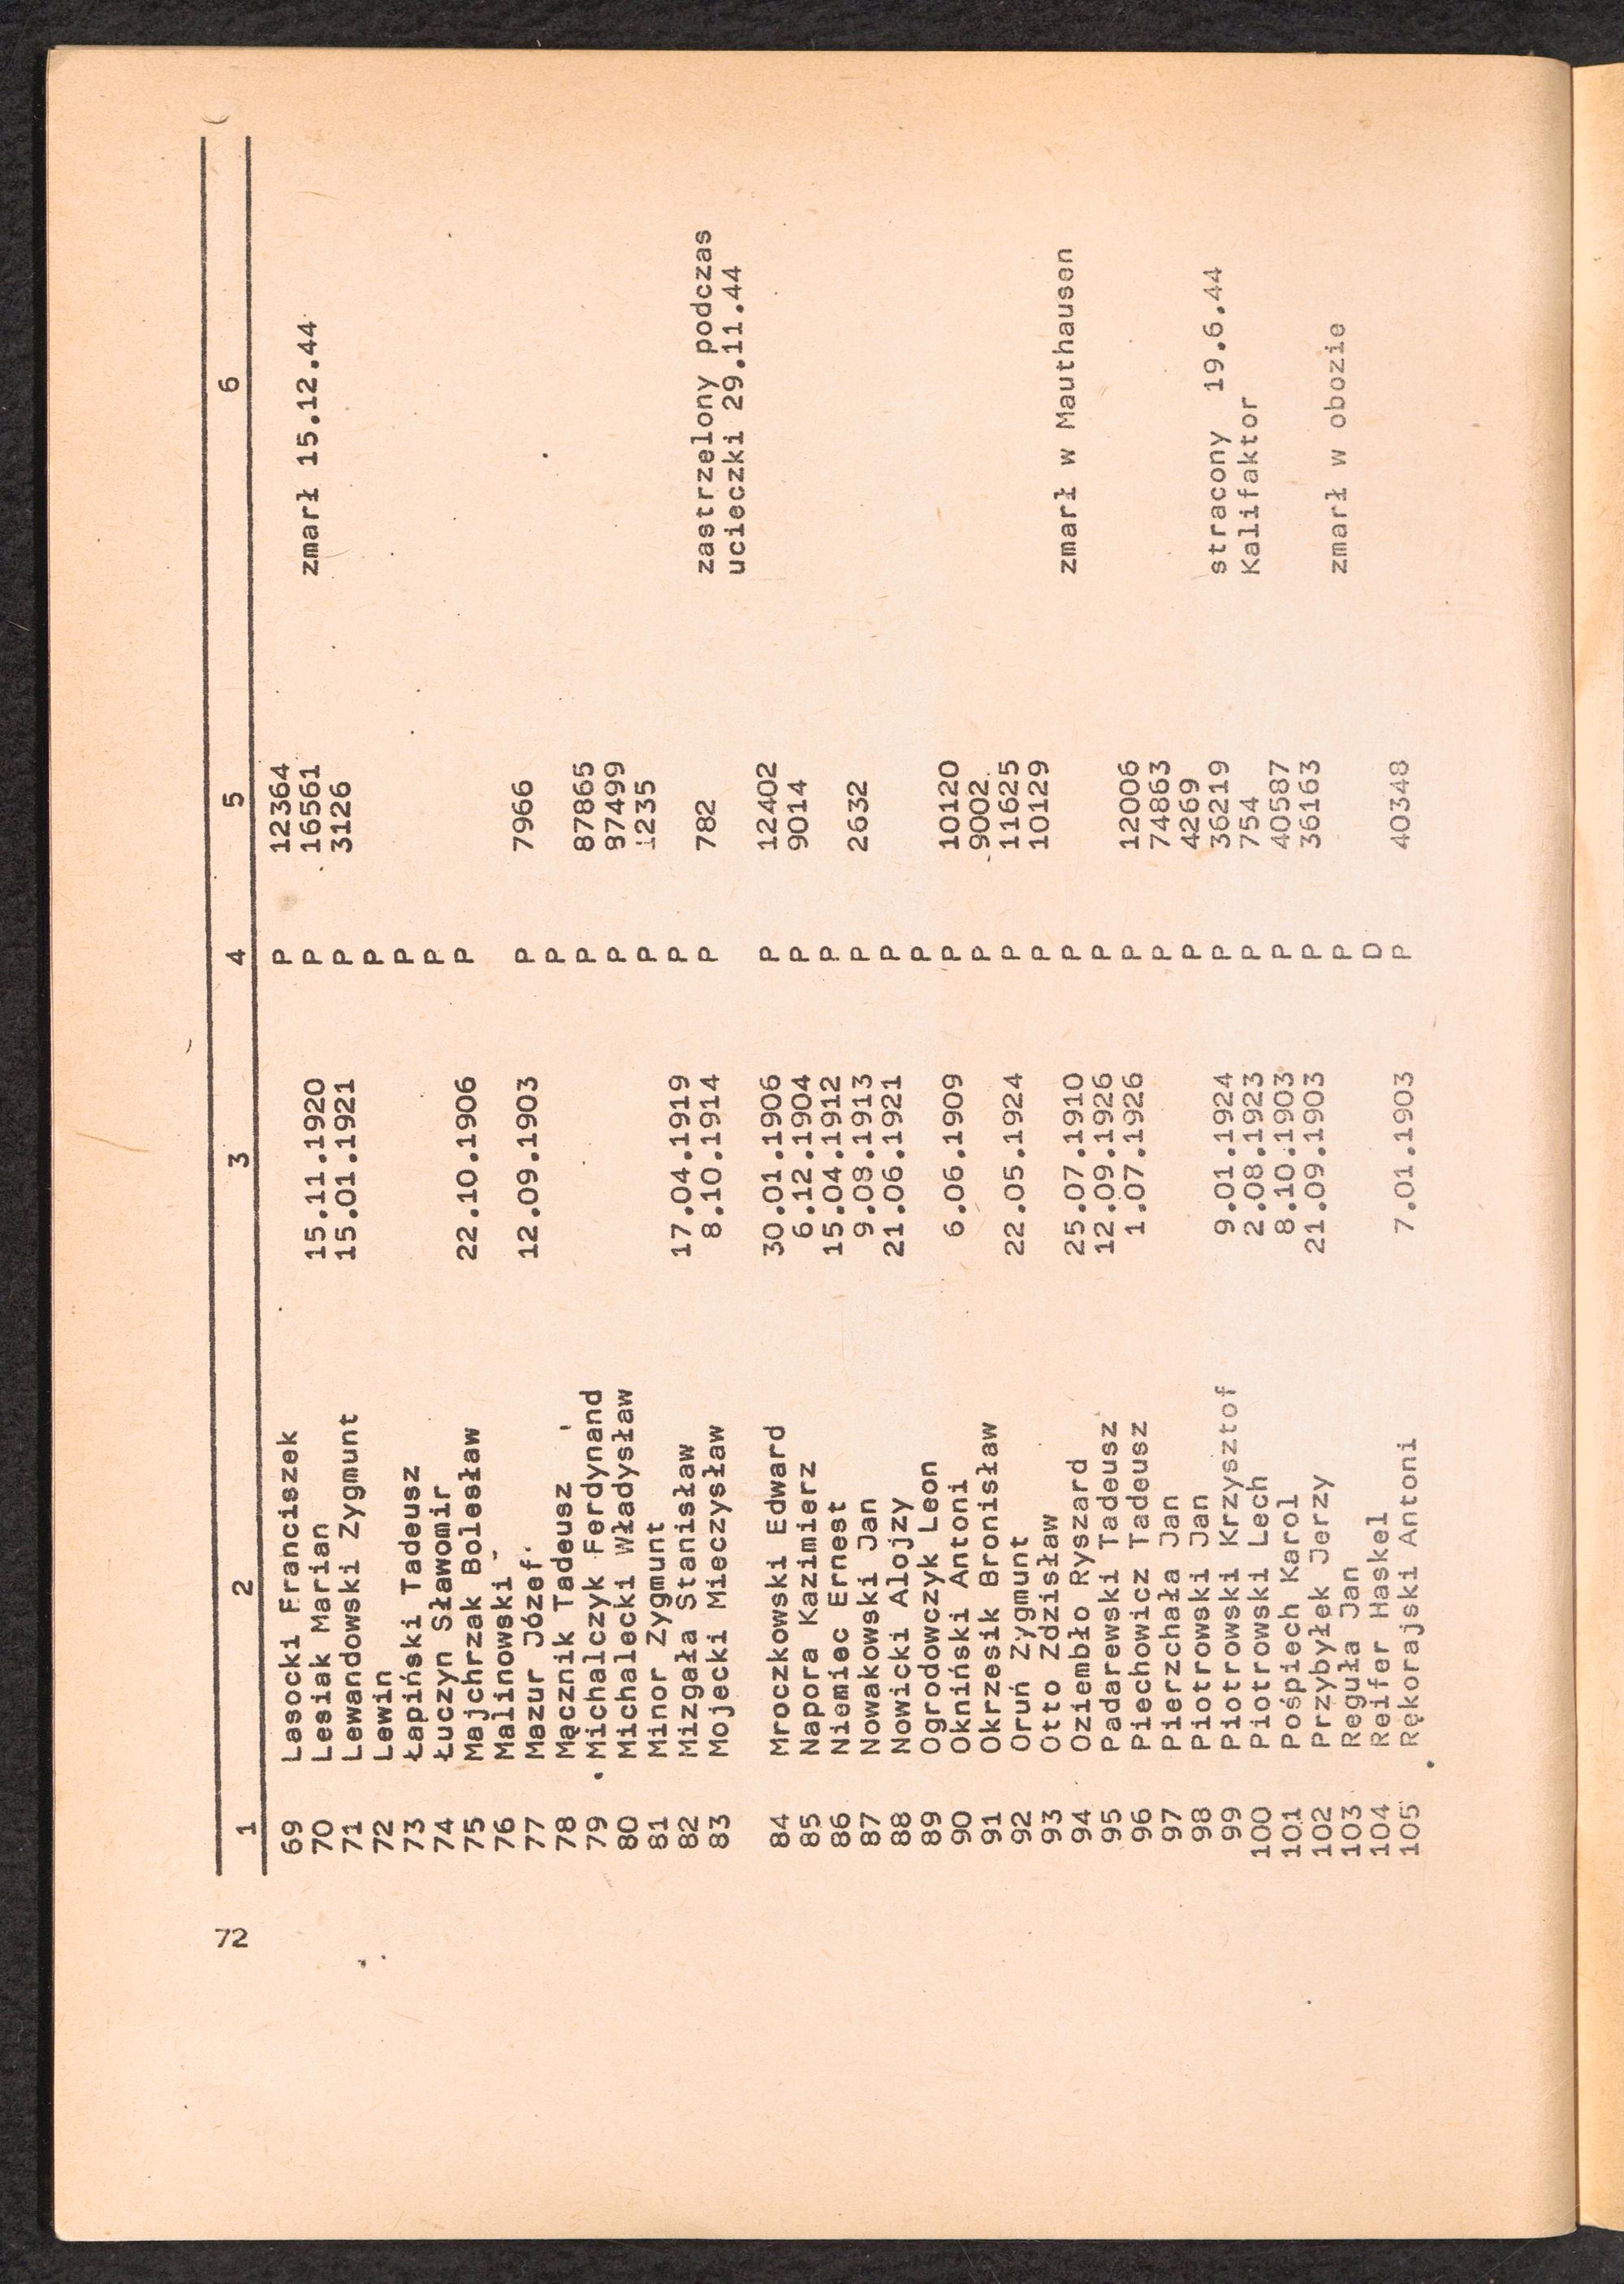 72
1 2 3 4 5 6
69 Lasocki Franciszek P 12364
70 Lesiak Marian 15.11.1920 P 16561 zmarł 15.12.44
71 Lewandowski Zygmunt 15.01.1921 P 3126
72 Lewin P
73 Łapiński Tadeusz P
74 Łuczyn Sławomir P
75 Majchrzak Bolesław 22.10.1906 P
76 Malinowski
77 Mazur Józef 12.09.1903 P 7966
78 Mącznik Tadeusz P
79 Michalczyk Ferdynand P 87865
80 Michalecki Władysław P 87499
81 Minor Zygmunt P 1235
82 Mizgała Stanisław 17.04.1919 P
83 Mojecki Mieczysław 8.10.1914 P 782 zastrzelony podczas
ucieczki 29.11.44
84 Mroczkowski Edward 30.01.1906 P 12402
85 Napora Kazimierz 6.12.1904 P 9014
86 Niemiec Ernest 15.04.1912 P
87 Nowakowski Jan 9.08.1913 P 2632
88 Nowicki Alojzy 21.06.1921 P
89 Ogrodowczyk Leon P
90 Okniński Antoni 6.06.1909 P 10120
91 Okrzesik Bronisław P 9002
92 Oruń Zygmunt 22.05.1924 P 11625
93 Otto Zdzisław P 10129
94 Oziembło Ryszard 25.07.1910 P zmarł w Mauthausen
95 Padarewski Tadeusz 12.09.1926 P
96 Piechowicz Tadeusz 1.07.1926 P 12006
97 Pierzchała Jan P 74863
98 Piotrowski Jan P 4269
99 Piotrowski Krzysztof 9.01.1924 P 36219 stracony 19.6.44
100 Piotrowski Lech 2.08.1923 P 754 Kalifaktor
101 Pośpiech Karol 8.10.1903 P 40587
102 Przybyłek Jerzy 21.09.1903 P 36163
103 Reguła Jan P zmarł w obozie
104 Reifer Haskel D
105 Rękorajski Antoni 7.01.1903 P 40348